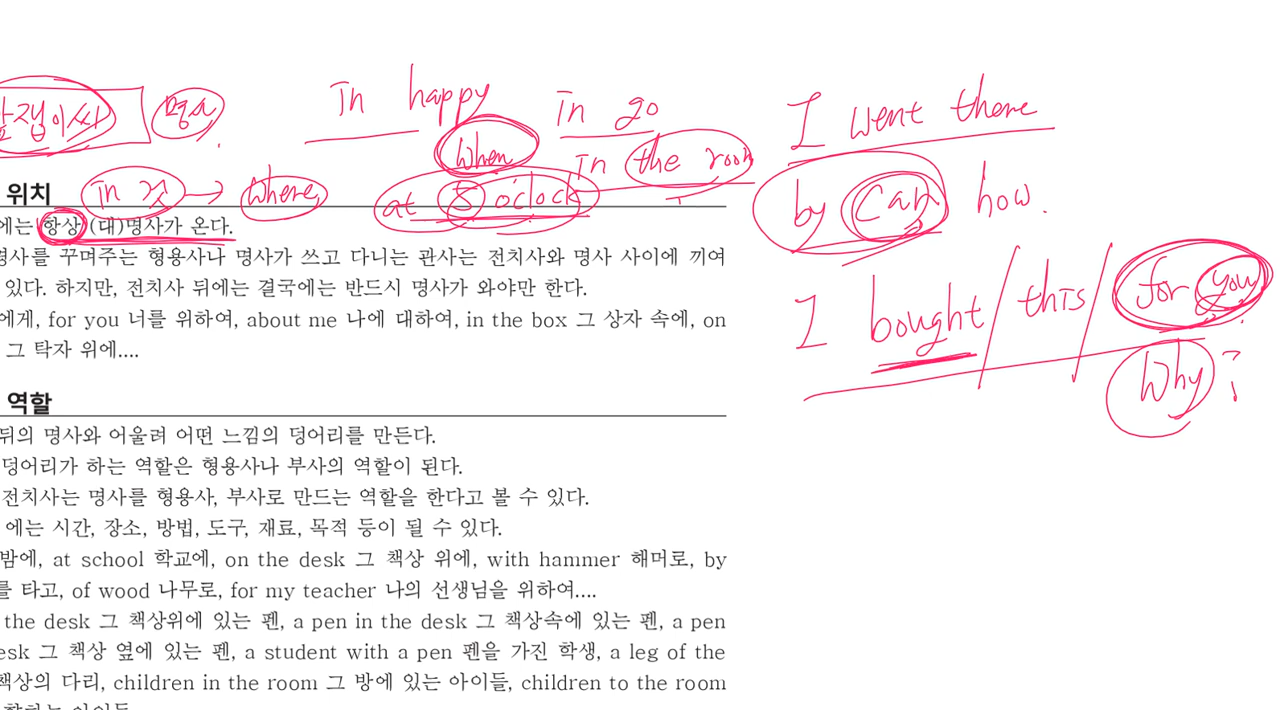 앞잽이싸 명사.
In happy
in go
I went there
when
in the room
in 것 → where,
at 8 o'clock
by car how.
위치
에는 항상 (대)명사가 온다.
명사를 꾸며주는 형용사나 명사가 쓰고 다니는 관사는 전치사와 명사 사이에 끼여
있다. 하지만, 전치사 뒤에는 결국에는 반드시 명사가 와야만 한다.
에게, for you 너를 위하여, about me 나에 대하여, in the box 그 상자 속에, on
그 탁자 위에....
I bought / this / for you
Why?
역할
뒤의 명사와 어울려 어떤 느낌의 덩어리를 만든다.
덩어리가 하는 역할은 형용사나 부사의 역할이 된다.
전치사는 명사를 형용사, 부사로 만드는 역할을 한다고 볼 수 있다.
에는 시간, 장소, 방법, 도구, 재료, 목적 등이 될 수 있다.
밤에, at school 학교에, on the desk 그 책상 위에, with hammer 해머로, by
를 타고, of wood 나무로, for my teacher 나의 선생님을 위하여....
the desk 그 책상위에 있는 펜, a pen in the desk 그 책상속에 있는 펜, a pen
esk 그 책상 옆에 있는 펜, a student with a pen 펜을 가진 학생, a leg of the
책상의 다리, children in the room 그 방에 있는 아이들, children to the room